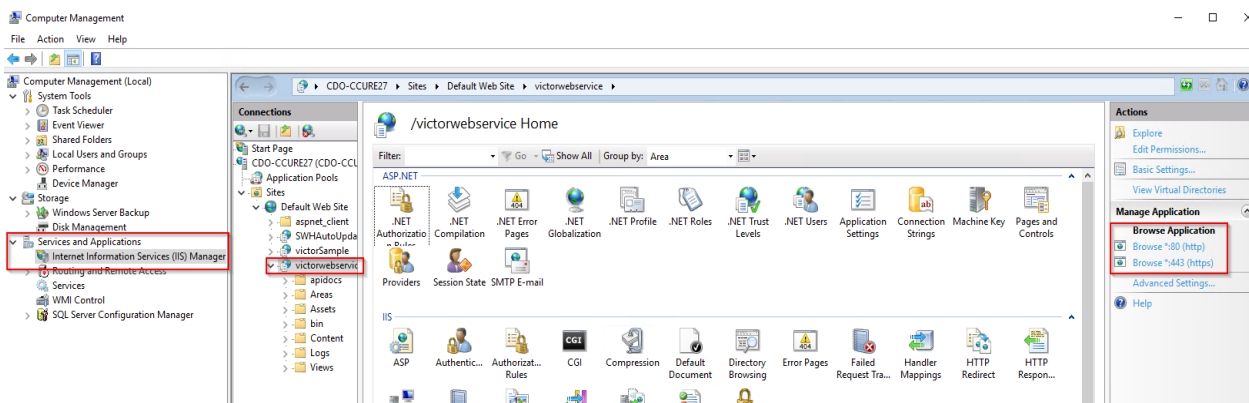 Computer Management
File Action View Help
Computer Management (Local)
System Tools
Task Scheduler
Event Viewer
Shared Folders
Local Users and Groups
Performance
Device Manager
Storage
Windows Server Backup
Disk Management
Services and Applications
Internet Information Services (IIS) Manager
Routing and Remote Access
Services
WMI Control
SQL Server Configuration Manager
CDO-CCURE27 Sites Default Web Site victorwebservice
Connections
Start Page
CDO-CCURE27 (CDO-CCU
Application Pools
Sites
Default Web Site
aspnet_client
SWHAutoUpda
victorSample
victorwebservic
apidocs
Areas
Assets
bin
Content
Logs
Views
/victorwebservice Home
Filter: Go Show All Group by: Area
ASP.NET
.NET Authorizatio n Rules
.NET Compilation
.NET Error Pages
.NET Globalization
.NET Profile
.NET Roles
.NET Trust Levels
.NET Users
Application Settings
Connection Strings
Machine Key
Pages and Controls
Providers
Session State
SMTP E-mail
IIS
ASP
Authentic...
Authorizat... Rules
CGI
Compression
Default Document
Directory Browsing
Error Pages
Failed Request Tra...
Handler Mappings
HTTP Redirect
HTTP Respon...
Actions
Explore
Edit Permissions...
Basic Settings...
View Virtual Directories
Manage Application
Browse Application
Browse *:80 (http)
Browse *:443 (https)
Advanced Settings...
Help